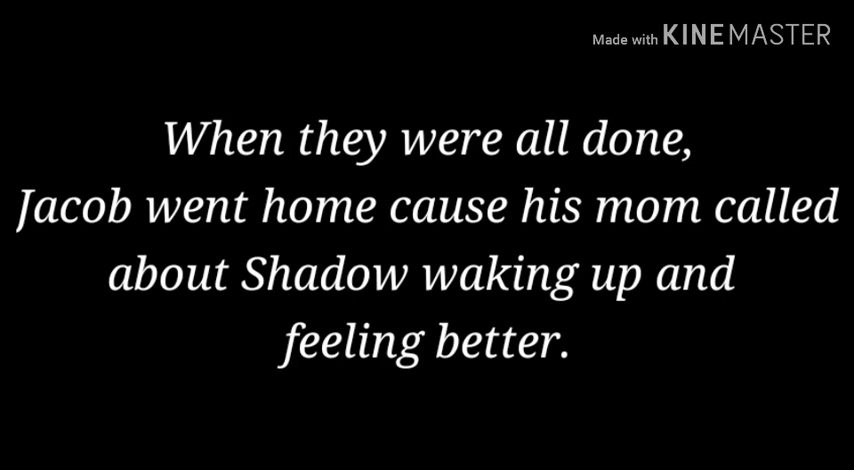 Made with KINEMASTER
When they were all done,
Jacob went home cause his mom called
about Shadow waking up and
feeling better.